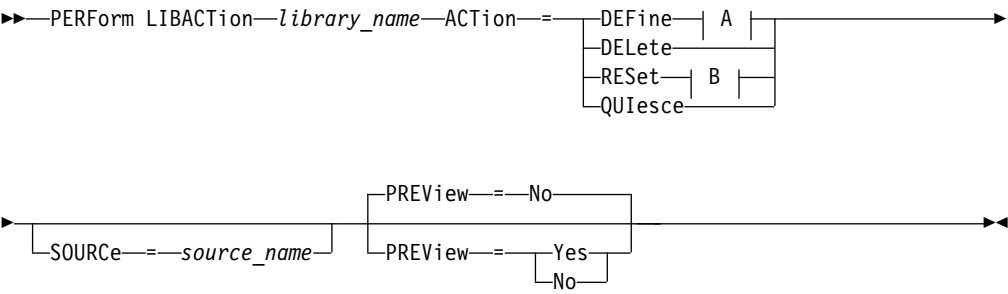 PERForm LIBACTion library_name ACTion = DEFine A
DELete
RESet B
QUIesce
PREView = No
SOURCe = source_name PREView = Yes
No